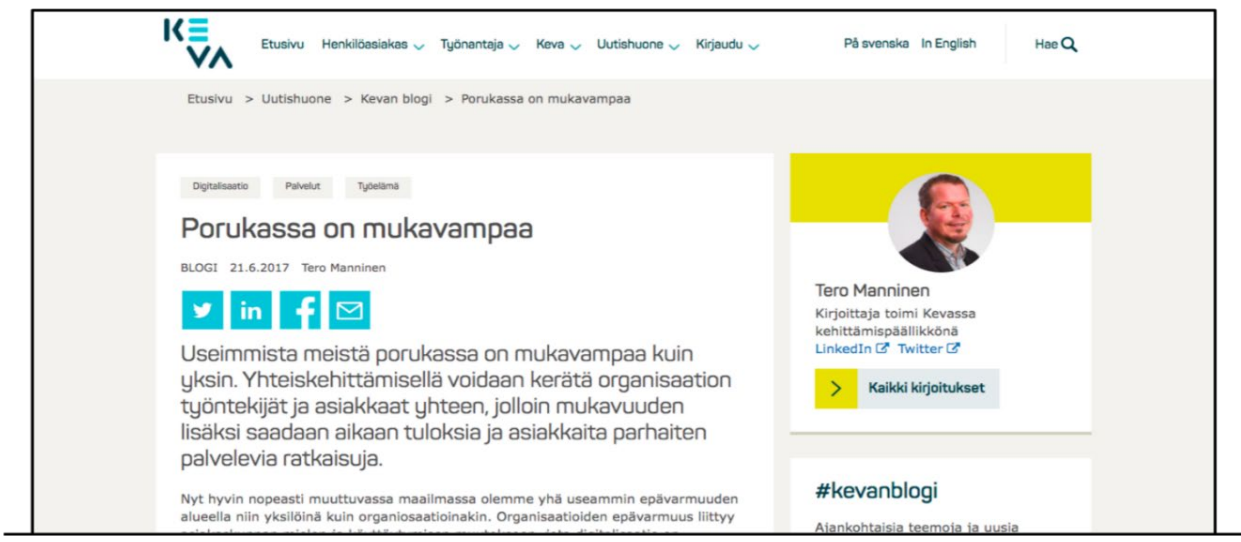 KEVA
Etusivu Henkilöasiakas Työnantaja Keva Uutishuone Kirjaudu På svenska In English Hae
Etusivu > Uutishuone > Kevan blogi > Porukassa on mukavampaa
Digitalisaatio Palvelut Työelämä
Porukassa on mukavampaa
BLOGI 21.6.2017 Tero Manninen
Useimmista meistä porukassa on mukavampaa kuin
yksin. Yhteiskehittämisellä voidaan kerätä organisaation
työntekijät ja asiakkaat yhteen, jolloin mukavuuden
lisäksi saadaan aikaan tuloksia ja asiakkaita parhaiten
palvelevia ratkaisuja.
Nyt hyvin nopeasti muuttuvassa maailmassa olemme yhä useammin epävarmuuden
alueella niin yksilöinä kuin organiosaatioinakin. Organisaatioiden epävarmuus liittyy
Tero Manninen
Kirjoittaja toimi Kevassa
kehittämispäällikkönä
LinkedIn Twitter
Kaikki kirjoitukset
#kevanblogi
Ajankohtaisia teemoja ja uusia